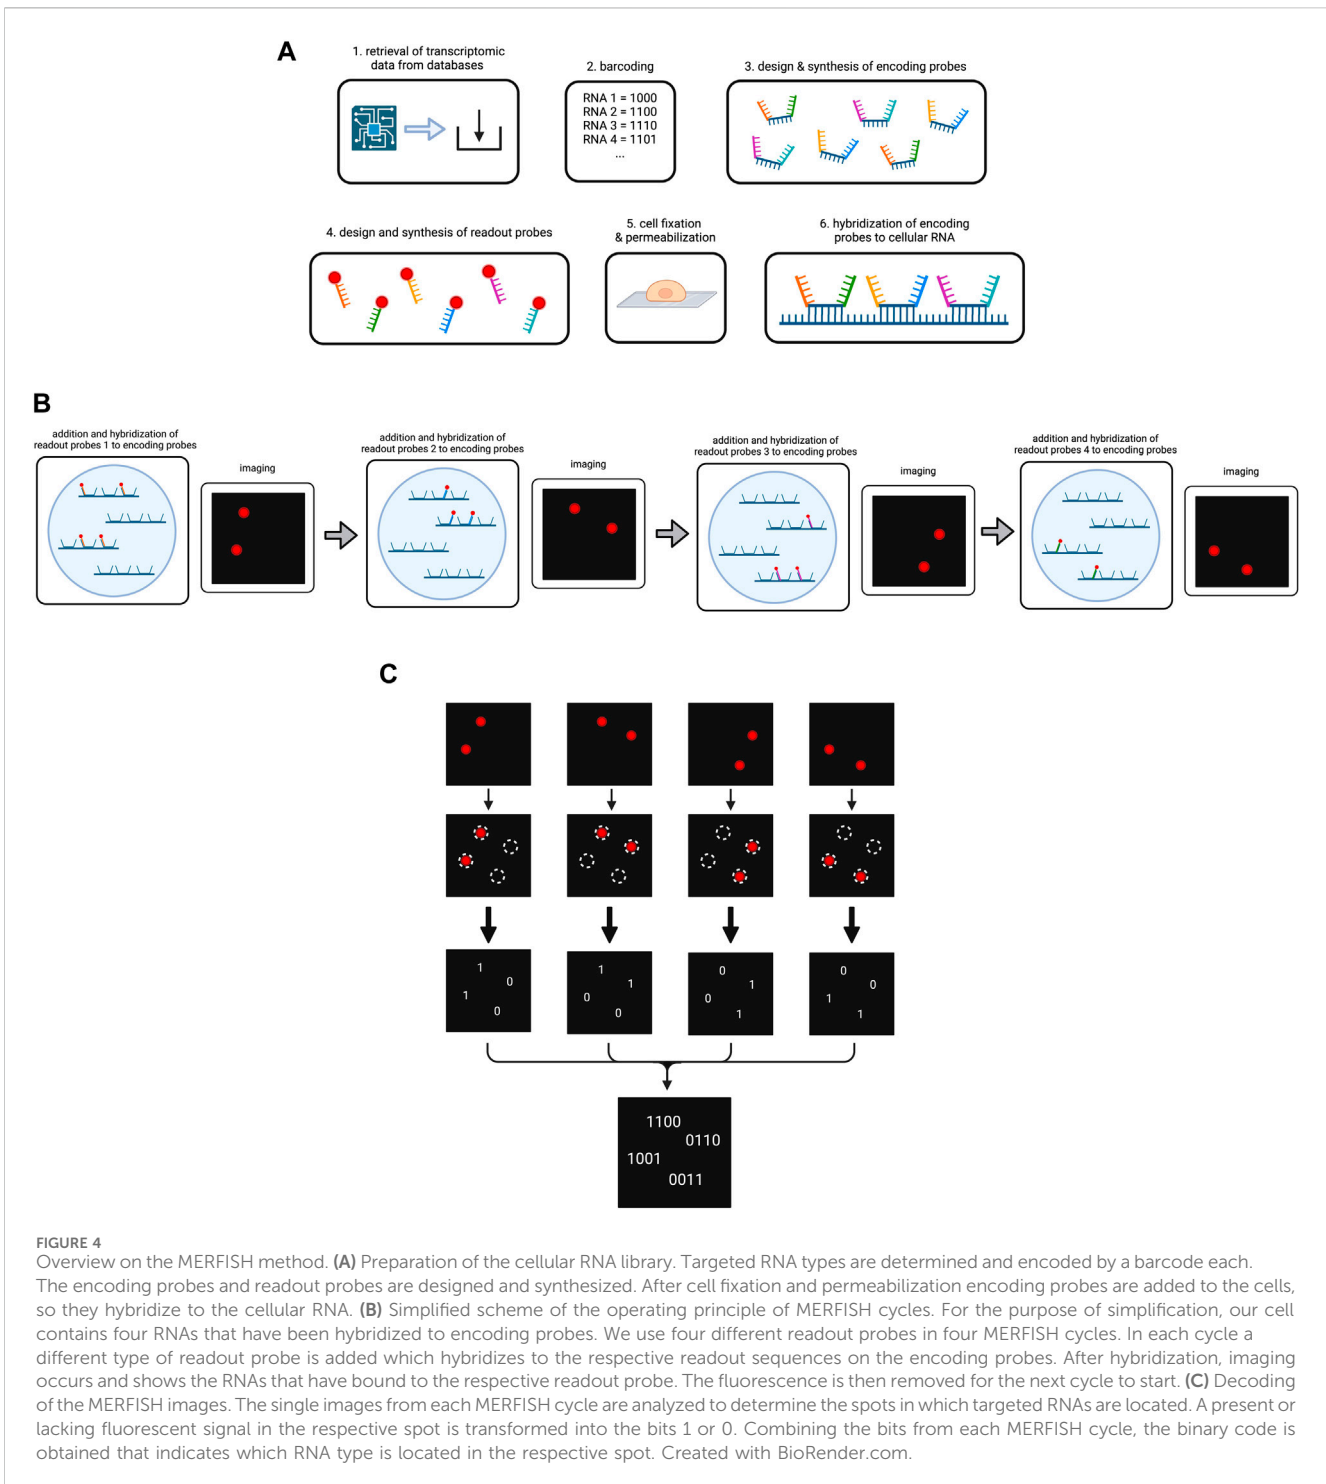 A
1. retrieval of transcriptomic
data from databases
2. barcoding
RNA 1 = 1000
RNA 2 = 1100
RNA 3 = 1110
RNA 4 = 1101
...
3. design & synthesis of encoding probes
4. design and synthesis of readout probes
5. cell fixation
& permeabilization
6. hybridization of encoding
probes to cellular RNA
B
addition and hybridization of
readout probes 1 to encoding probes
imaging
addition and hybridization of
readout probes 2 to encoding probes
imaging
addition and hybridization of
readout probes 3 to encoding probes
imaging
addition and hybridization of
readout probes 4 to encoding probes
imaging
C
1
0
1
0
1
1
0
0
0
1
0
1
0
0
1
1
1100
0110
1001
0011
FIGURE 4
Overview on the MERFISH method. (A) Preparation of the cellular RNA library. Targeted RNA types are determined and encoded by a barcode each.
The encoding probes and readout probes are designed and synthesized. After cell fixation and permeabilization encoding probes are added to the cells,
so they hybridize to the cellular RNA. (B) Simplified scheme of the operating principle of MERFISH cycles. For the purpose of simplification, our cell
contains four RNAs that have been hybridized to encoding probes. We use four different readout probes in four MERFISH cycles. In each cycle a
different type of readout probe is added which hybridizes to the respective readout sequences on the encoding probes. After hybridization, imaging
occurs and shows the RNAs that have bound to the respective readout probe. The fluorescence is then removed for the next cycle to start. (C) Decoding
of the MERFISH images. The single images from each MERFISH cycle are analyzed to determine the spots in which targeted RNAs are located. A present or
lacking fluorescent signal in the respective spot is transformed into the bits 1 or 0. Combining the bits from each MERFISH cycle, the binary code is
obtained that indicates which RNA type is located in the respective spot. Created with BioRender.com.